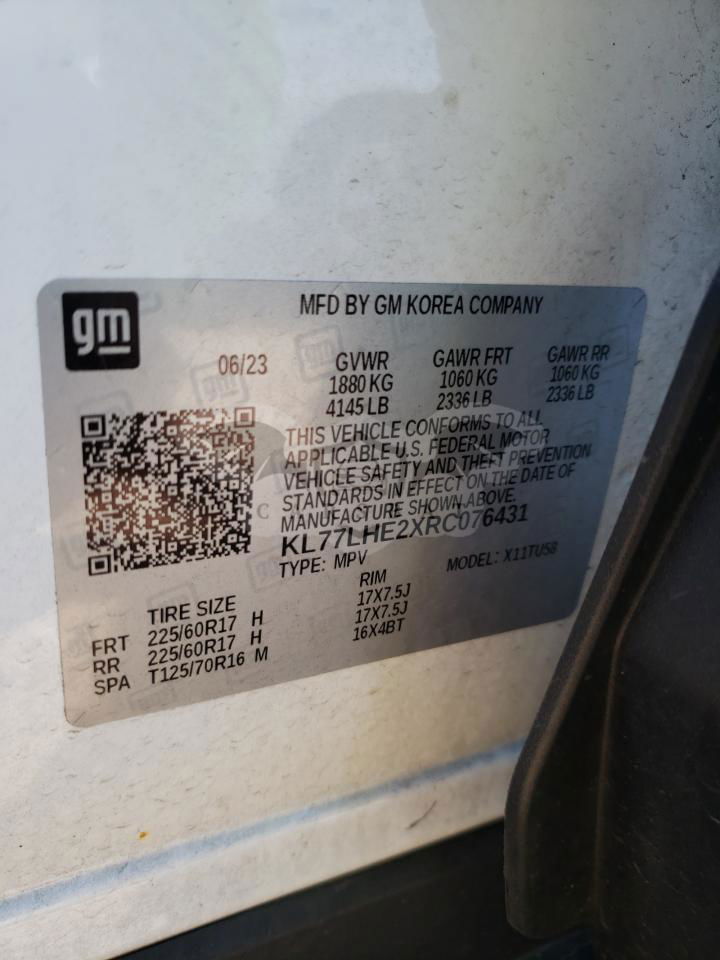 gm
MFD BY GM KOREA COMPANY
06/23 GVWR GAWR FRT GAWR RR
1880 KG 1060 KG 1060 KG
4145 LB 2336 LB 2336 LB
THIS VEHICLE CONFORMS TO ALL
APPLICABLE U.S. FEDERAL MOTOR
VEHICLE SAFETY AND THEFT PREVENTION
STANDARDS IN EFFECT ON THE DATE OF
MANUFACTURE SHOWN ABOVE.
KL77LHE2XRC076431
TYPE: MPV MODEL: X11TU58
TIRE SIZE RIM
FRT 225/60R17 H 17X7.5J
RR 225/60R17 H 17X7.5J
SPA T125/70R16 M 16X4BT